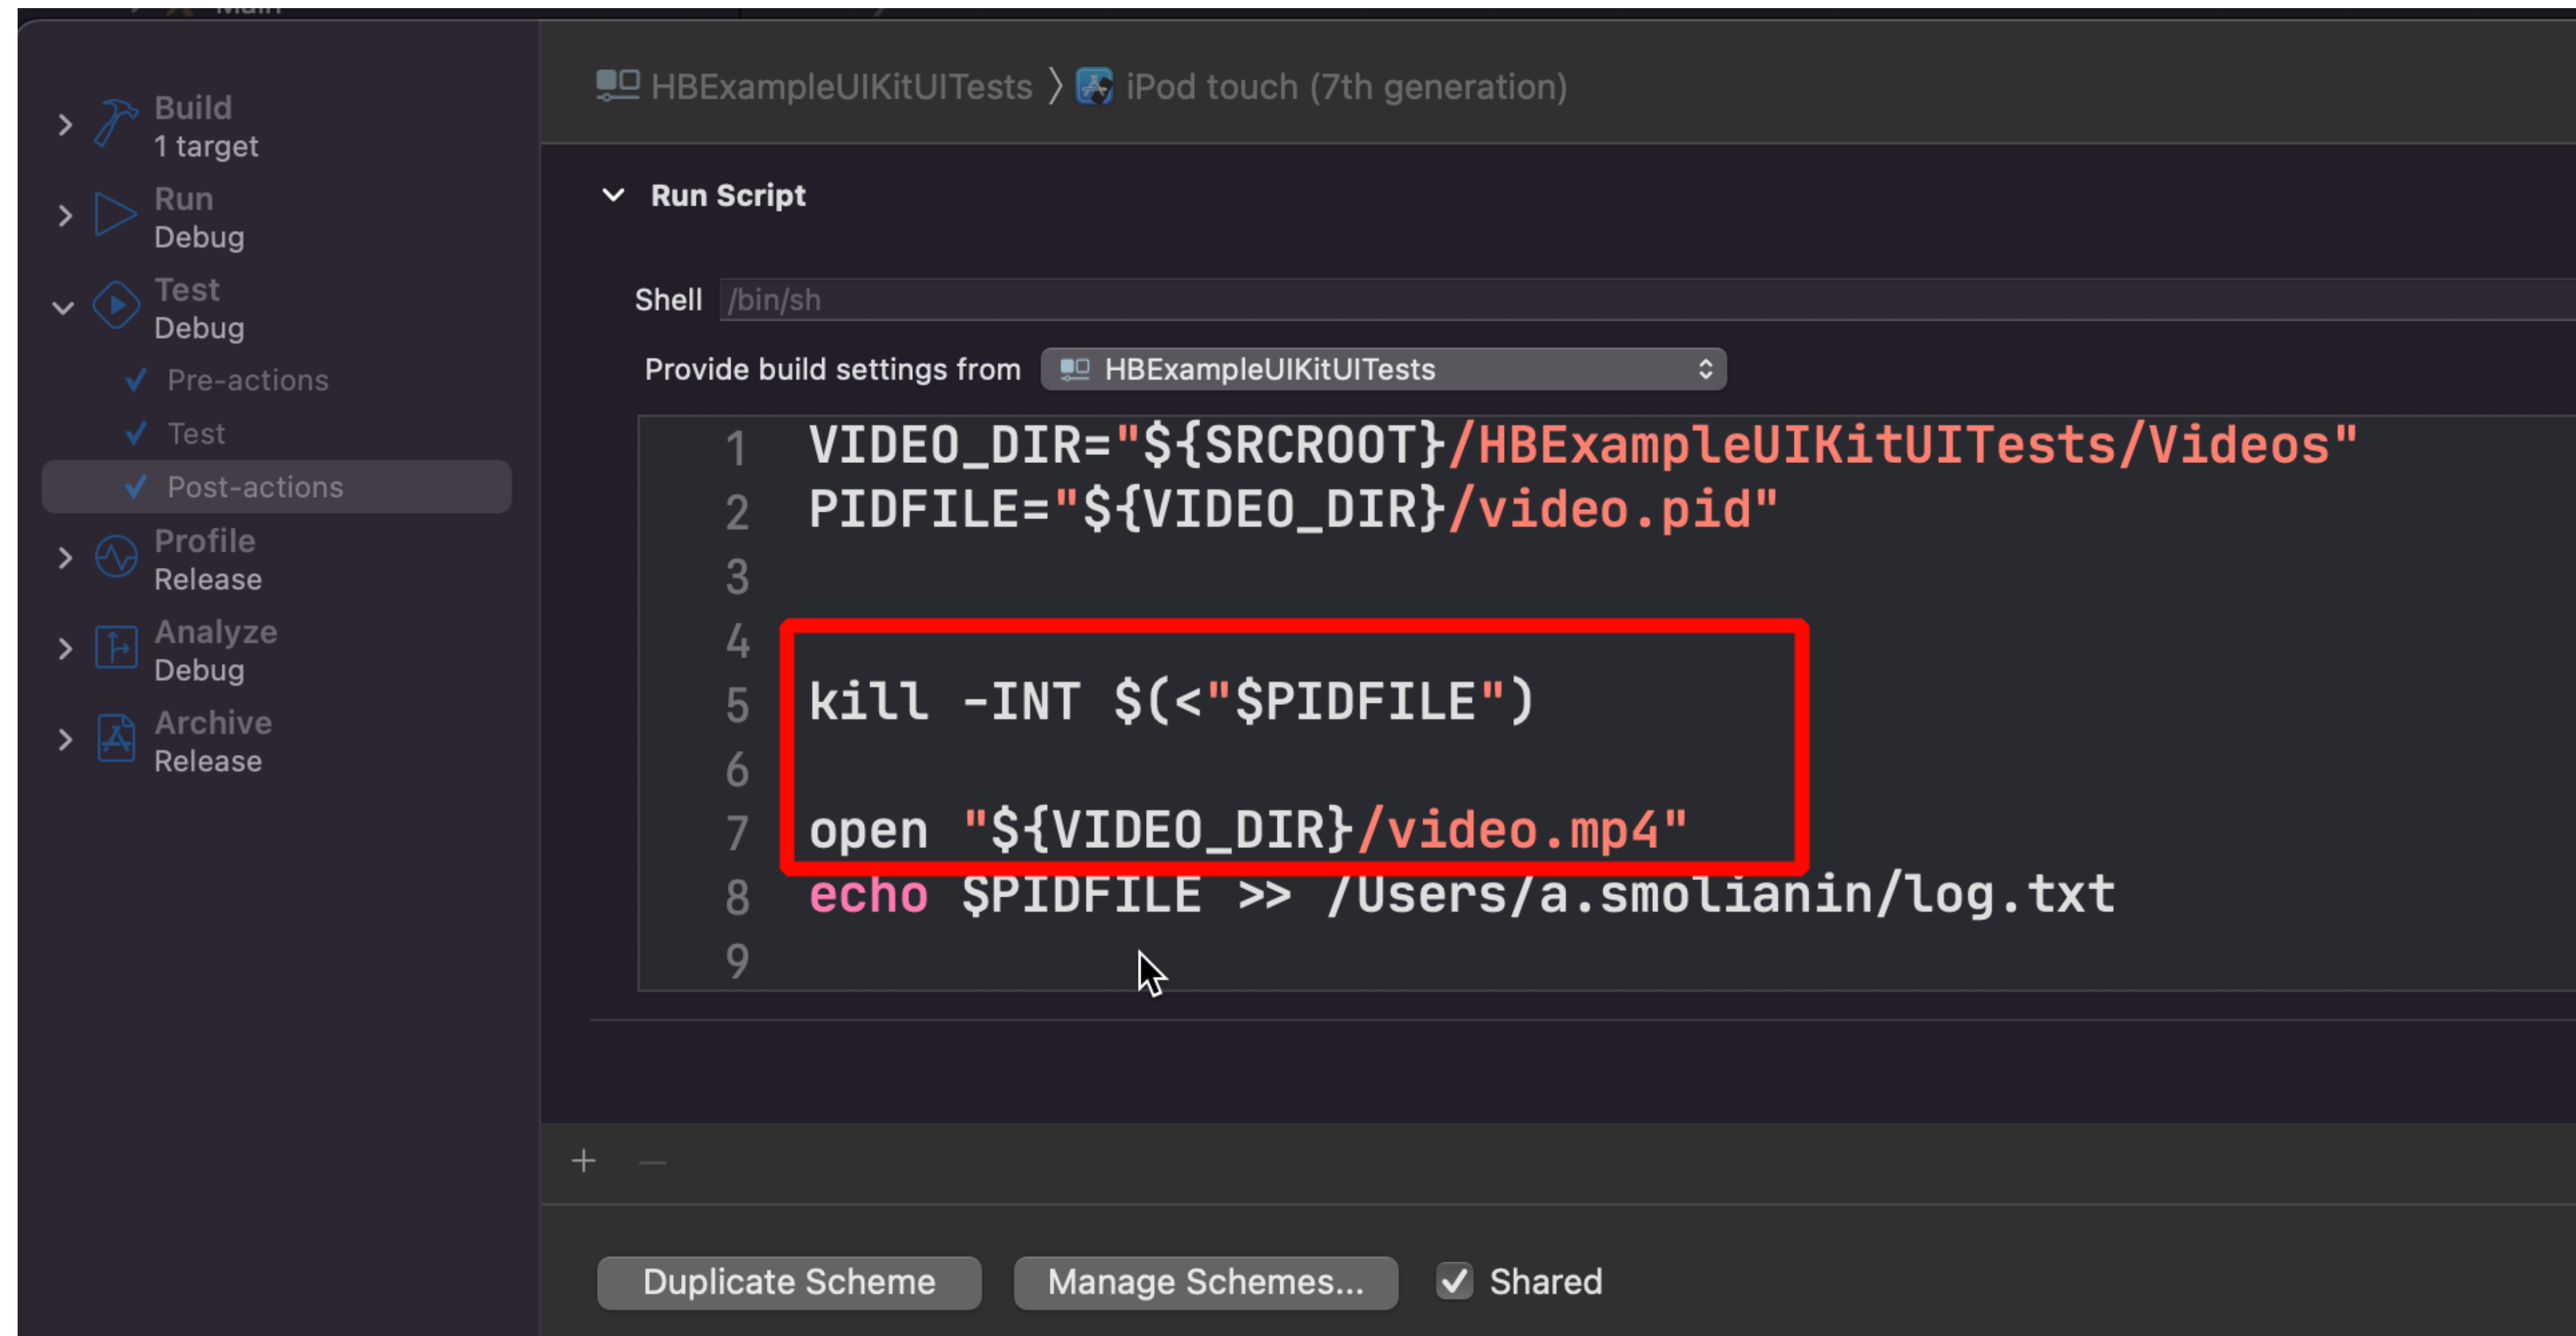 Main
HBExampleUIKitUITests 〉 iPod touch (7th generation)
Build
1 target
Run
Debug
Test
Debug
Pre-actions
Test
Post-actions
Profile
Release
Analyze
Debug
Archive
Release
Run Script
Shell /bin/sh
Provide build settings from HBExampleUIKitUITests
1 VIDEO_DIR="${SRCROOT}/HBExampleUIKitUITests/Videos"
2 PIDFILE="${VIDEO_DIR}/video.pid"
3
4
5 kill -INT $(<"$PIDFILE")
6
7 open "${VIDEO_DIR}/video.mp4"
8 echo $PIDFILE >> /Users/a.smolianin/log.txt
9
Duplicate Scheme Manage Schemes... Shared